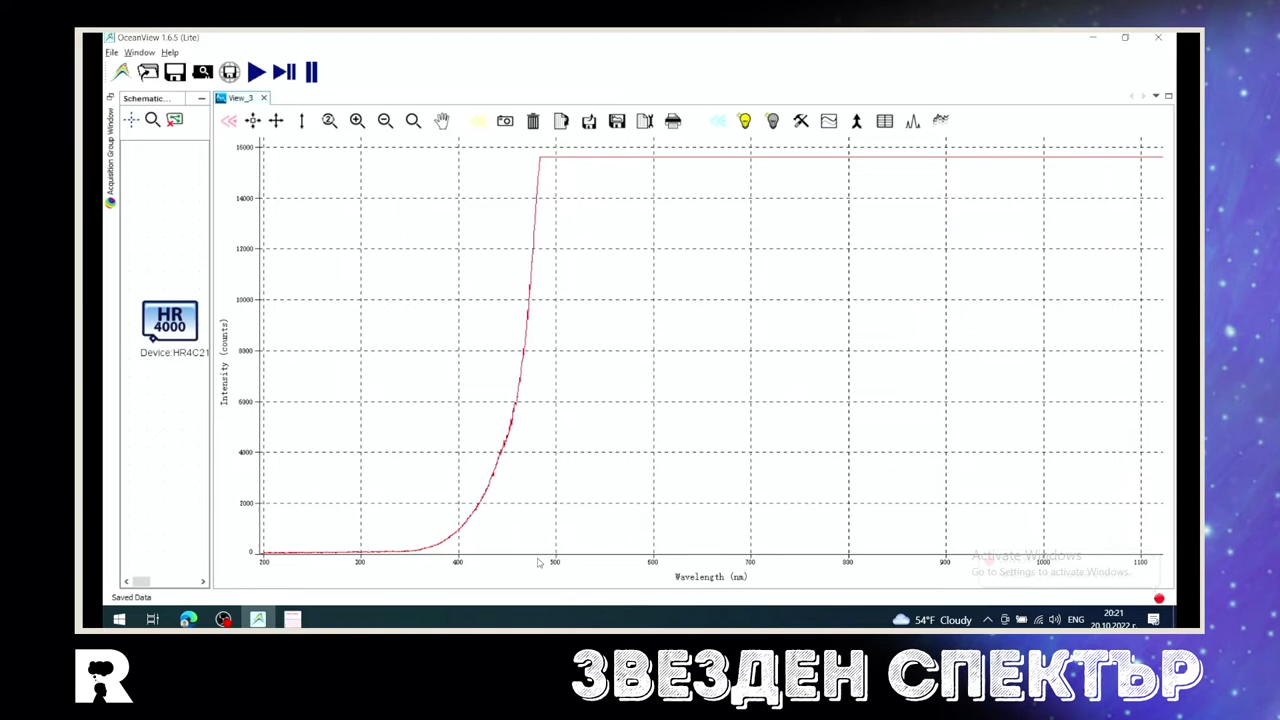 OceanView 1.6.5 (Lite)
File Window Help
Schematic...
View_3
Acquisition Group Window
HR
4000
Device:HR4C21
Intensity (counts)
16000
14000
12000
10000
8000
6000
4000
2000
0
200 300 400 500 600 700 800 900 1000 1100
Wavelength (nm)
Activate Windows
Go to Settings to activate Windows.
Saved Data
54°F Cloudy
ENG
20:21
20.10.2022 г.
R
ЗВЕЗДЕН СПЕКТЪР